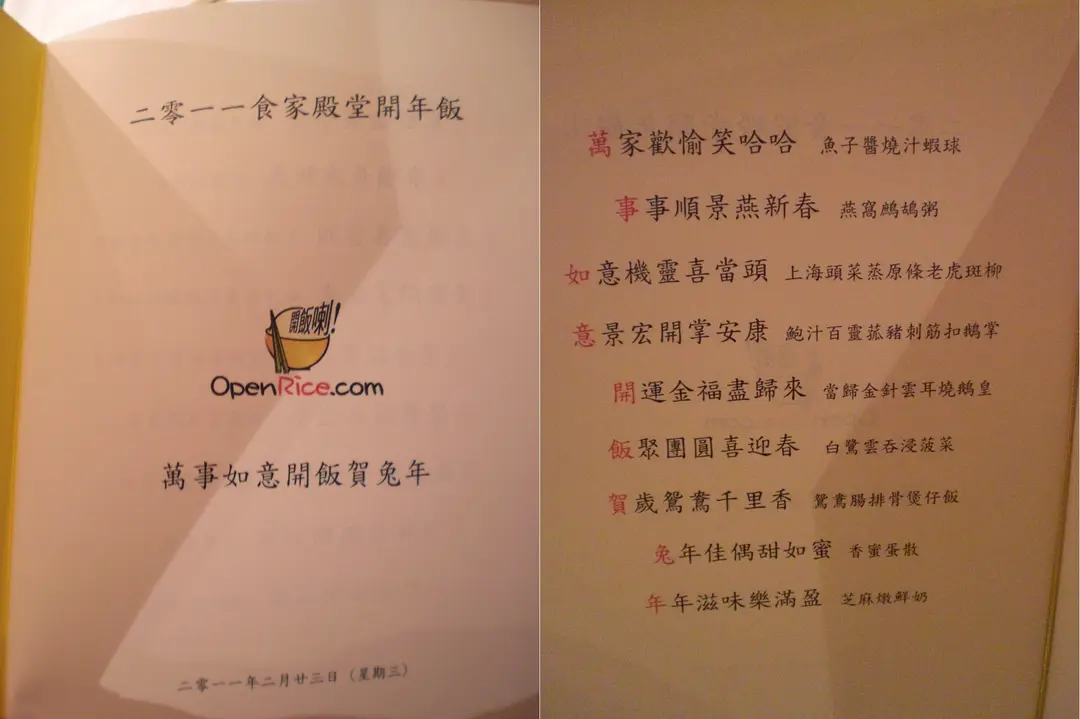 二零一一食家殿堂開年飯
開飯喇!
OpenRice.com
萬事如意開飯賀兔年
二零一一年二月廿三日（星期三）
萬家歡愉笑哈哈 魚子醬燒汁蝦球
事事順景燕新春 燕窩鷓鴣粥
如意機靈喜當頭 上海頭菜蒸原條老虎斑柳
意景宏開掌安康 鮑汁百靈菰豬刺筋扣鵝掌
開運金福盡歸來 當歸金針雲耳燒鵝皇
飯聚團圓喜迎春 白鷺雲吞浸菠菜
賀歲鴛鴦千里香 鴛鴦腸排骨煲仔飯
兔年佳偶甜如蜜 香蜜蛋散
年年滋味樂滿盈 芝麻燉鮮奶